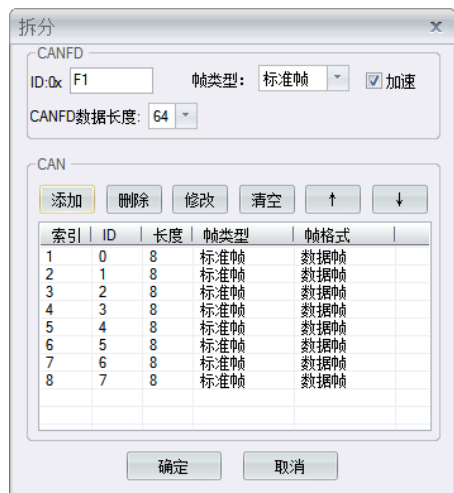 拆分 x
CANFD
ID:0x F1 帧类型: 标准帧 加速
CANFD数据长度: 64
CAN
添加 删除 修改 清空 ↑ ↓
索引 ID 长度 帧类型 帧格式
1 0 8 标准帧 数据帧
2 1 8 标准帧 数据帧
3 2 8 标准帧 数据帧
4 3 8 标准帧 数据帧
5 4 8 标准帧 数据帧
6 5 8 标准帧 数据帧
7 6 8 标准帧 数据帧
8 7 8 标准帧 数据帧
确定 取消